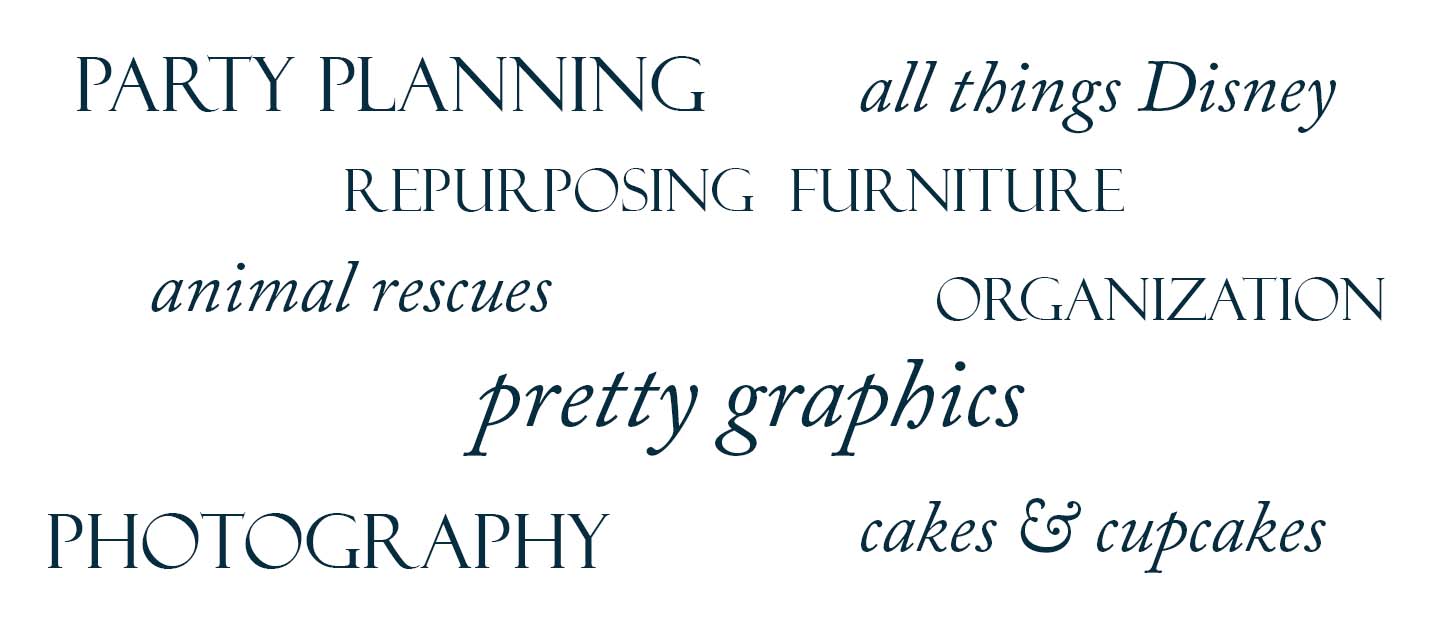 PARTY PLANNING
all things Disney
REPURPOSING FURNITURE
animal rescues
ORGANIZATION
pretty graphics
PHOTOGRAPHY
cakes & cupcakes